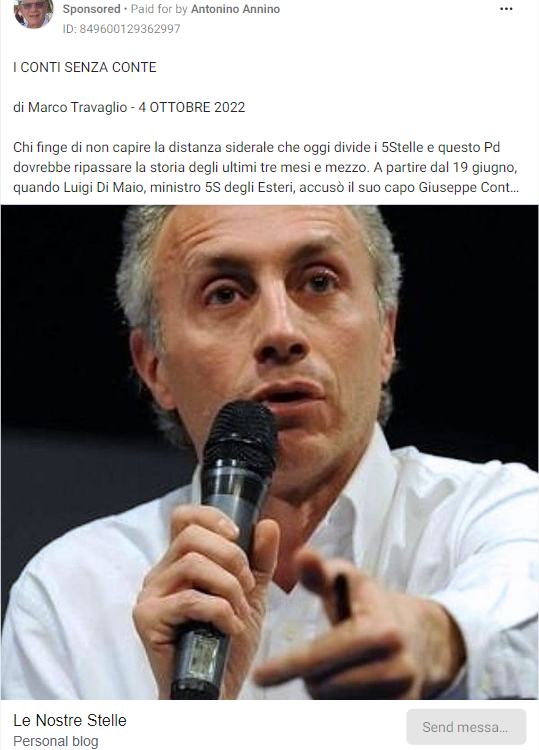 Sponsored • Paid for by Antonino Annino
ID: 849600129362997
I CONTI SENZA CONTE
di Marco Travaglio - 4 OTTOBRE 2022
Chi finge di non capire la distanza siderale che oggi divide i 5Stelle e questo Pd
dovrebbe ripassare la storia degli ultimi tre mesi e mezzo. A partire dal 19 giugno,
quando Luigi Di Maio, ministro 5S degli Esteri, accusò il suo capo Giuseppe Cont...
Le Nostre Stelle
Personal blog
Send messa...